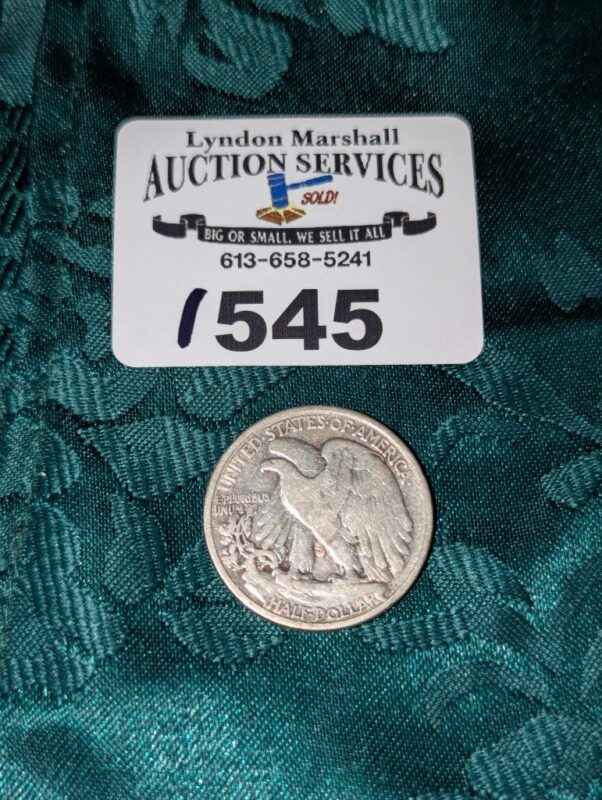 Lyndon Marshall
AUCTION SERVICES
SOLD!
BIG OR SMALL, WE SELL IT ALL
613-658-5241
1545
UNITED STATES OF AMERICA
E PLURIBUS
UNUM
HALF DOLLAR